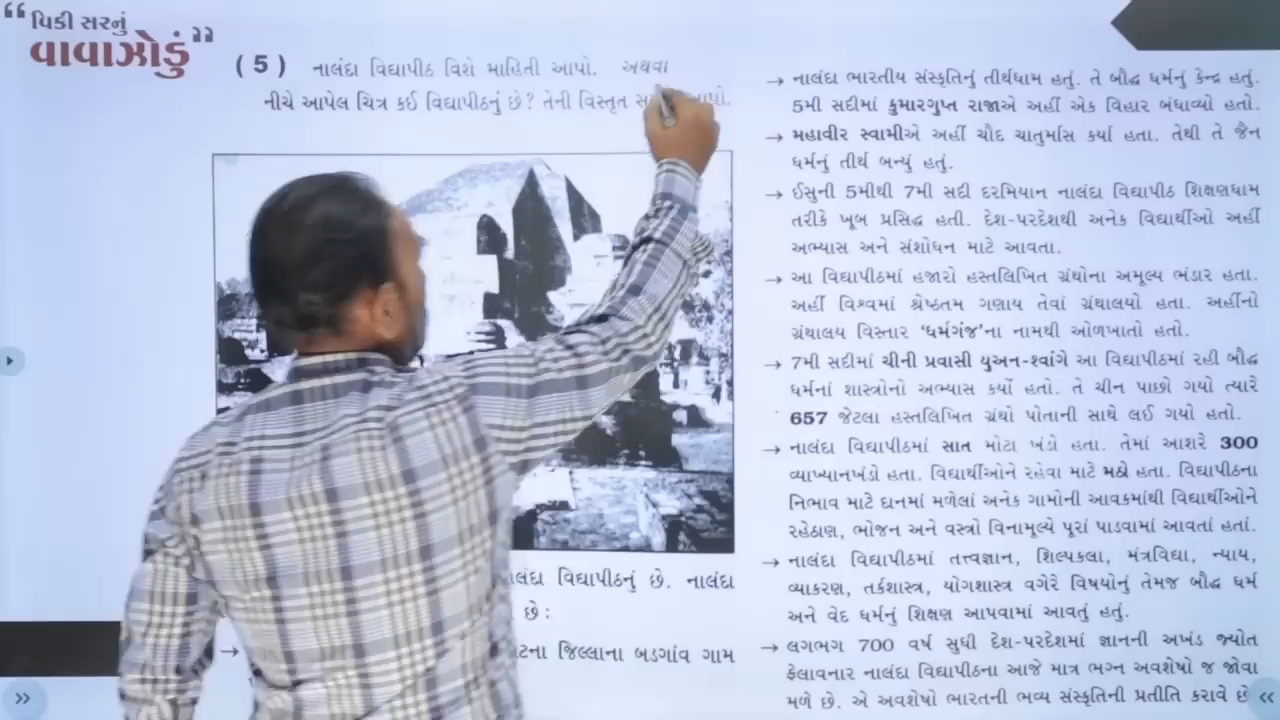 “ વિકી સરનું
વાવાઝોડું ”
( 5 ) નાલંદા વિદ્યાપીઠ વિશે માહિતી આપો. અથવા
નીચે આપેલ ચિત્ર કઈ વિદ્યાપીઠનું છે? તેની વિસ્તૃત
લંદા વિદ્યાપીઠનું છે. નાલંદા
છે :
→ ટના જિલ્લાના બડગાંવ ગામ
→ નાલંદા ભારતીય સંસ્કૃતિનું તીર્થધામ હતું. તે બૌદ્ધ ધર્મનું કેન્દ્ર હતું.
5મી સદીમાં કુમારગુપ્ત રાજાએ અહીં એક વિહાર બંધાવ્યો હતો.
→ મહાવીર સ્વામીએ અહીં ચૌદ ચાતુર્માસ કર્યા હતા. તેથી તે જૈન
ધર્મનું તીર્થ બન્યું હતું.
→ ઈસુની 5મીથી 7મી સદી દરમિયાન નાલંદા વિદ્યાપીઠ શિક્ષણધામ
તરીકે ખૂબ પ્રસિદ્ધ હતી. દેશ-પરદેશથી અનેક વિદ્યાર્થીઓ અહીં
અભ્યાસ અને સંશોધન માટે આવતા.
→ આ વિદ્યાપીઠમાં હજારો હસ્તલિખિત ગ્રંથોના અમૂલ્ય ભંડાર હતા.
અહીં વિશ્વમાં શ્રેષ્ઠતમ ગણાય તેવાં ગ્રંથાલયો હતા. અહીંનો
ગ્રંથાલય વિસ્તાર ‘ધર્મગંજ’ના નામથી ઓળખાતો હતો.
→ 7મી સદીમાં ચીની પ્રવાસી યુઅન-શ્વાંગે આ વિદ્યાપીઠમાં રહી બૌદ્ધ
ધર્મનાં શાસ્ત્રોનો અભ્યાસ કર્યો હતો. તે ચીન પાછો ગયો ત્યારે
657 જેટલા હસ્તલિખિત ગ્રંથો પોતાની સાથે લઈ ગયો હતો.
→ નાલંદા વિદ્યાપીઠમાં સાત મોટા ખંડો હતા. તેમાં આશરે 300
વ્યાખ્યાનખંડો હતા. વિદ્યાર્થીઓને રહેવા માટે મઠો હતા. વિદ્યાપીઠના
નિભાવ માટે દાનમાં મળેલાં અનેક ગામોની આવકમાંથી વિદ્યાર્થીઓને
રહેઠાણ, ભોજન અને વસ્ત્રો વિનામૂલ્યે પૂરાં પાડવામાં આવતાં હતાં.
→ નાલંદા વિદ્યાપીઠમાં તત્ત્વજ્ઞાન, શિલ્પકલા, મંત્રવિદ્યા, ન્યાય,
વ્યાકરણ, તર્કશાસ્ત્ર, યોગશાસ્ત્ર વગેરે વિષયોનું તેમજ બૌદ્ધ ધર્મ
અને વેદ ધર્મનું શિક્ષણ આપવામાં આવતું હતું.
→ લગભગ 700 વર્ષ સુધી દેશ-પરદેશમાં જ્ઞાનની અખંડ જ્યોત
ફેલાવનાર નાલંદા વિદ્યાપીઠના આજે માત્ર ભગ્ન અવશેષો જ જોવા
મળે છે. એ અવશેષો ભારતની ભવ્ય સંસ્કૃતિની પ્રતીતિ કરાવે છે